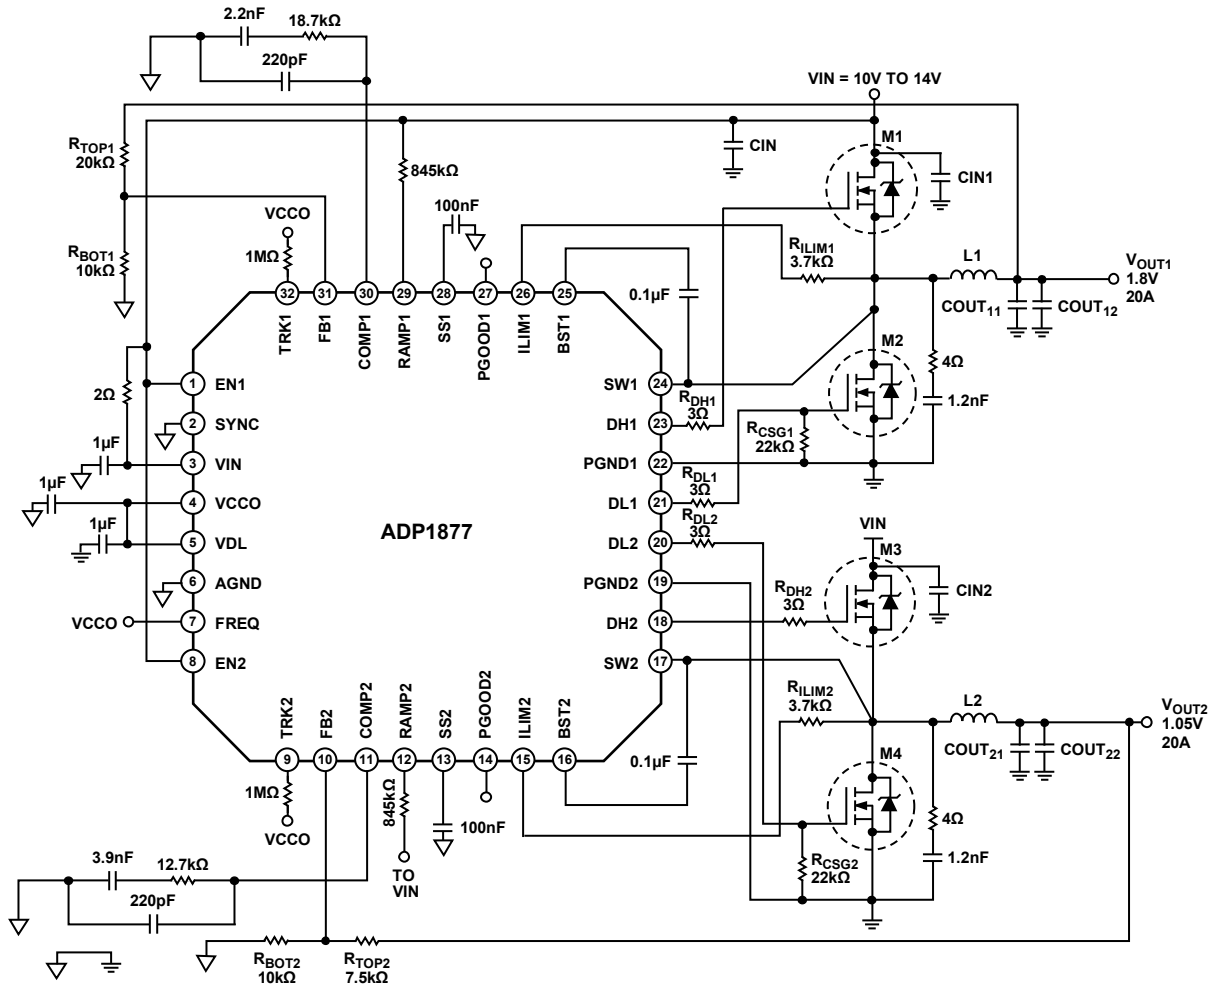 2.2nF
18.7kΩ
220pF
VIN = 10V TO 14V
RTOP1
20kΩ
RBOT1
10kΩ
VCCO
1MΩ
845kΩ
100nF
CIN
M1
CIN1
RILIM1
3.7kΩ
L1
VOUT1
1.8V
20A
COUT11
COUT12
0.1µF
32
31
30
29
28
27
26
25
TRK1
FB1
COMP1
RAMP1
SS1
PGOOD1
ILIM1
BST1
M2
4Ω
1.2nF
2Ω
1µF
1µF
1µF
1
EN1
2
SYNC
3
VIN
4
VCCO
5
VDL
6
AGND
VCCO
7
FREQ
8
EN2
ADP1877
SW1
24
DH1
23
PGND1
22
DL1
21
DL2
20
PGND2
19
DH2
18
SW2
17
RDH1
3Ω
RCSG1
22kΩ
RDL1
3Ω
RDL2
3Ω
VIN
M3
CIN2
RDH2
3Ω
RILIM2
3.7kΩ
L2
VOUT2
1.05V
20A
COUT21
COUT22
TRK2
FB2
COMP2
RAMP2
SS2
PGOOD2
ILIM2
BST2
9
10
11
12
13
14
15
16
0.1µF
M4
4Ω
1.2nF
RCSG2
22kΩ
1MΩ
VCCO
845kΩ
TO
VIN
100nF
3.9nF
12.7kΩ
220pF
RBOT2
10kΩ
RTOP2
7.5kΩ